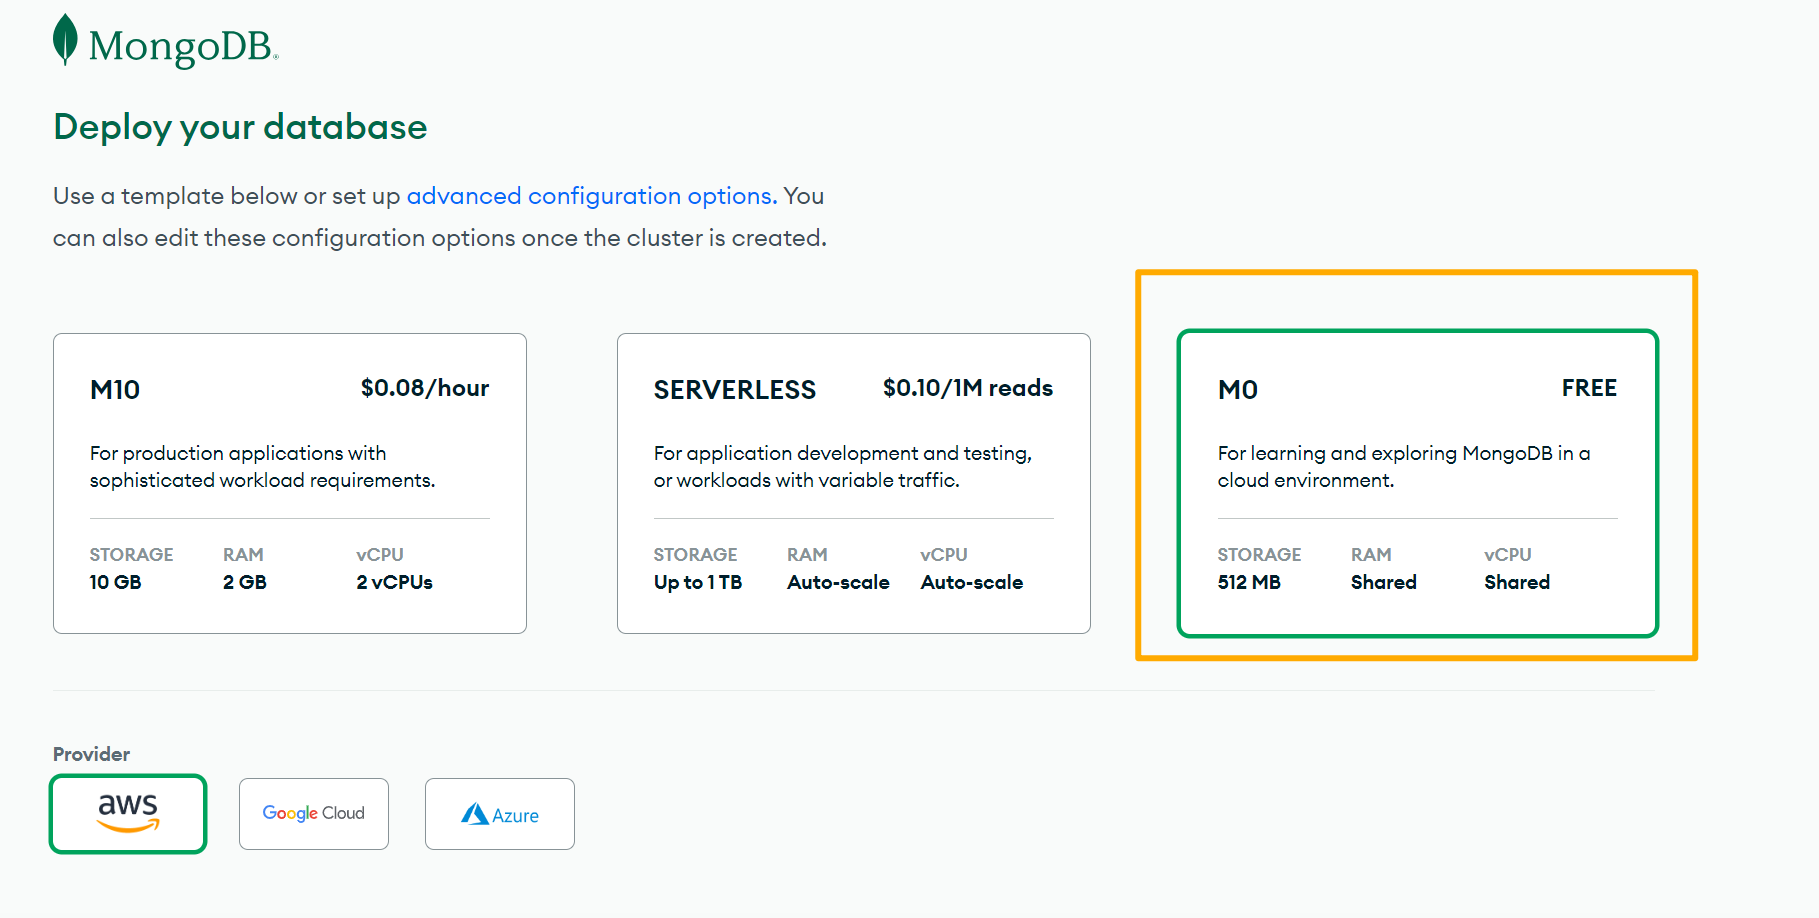 MongoDB®
Deploy your database
Use a template below or set up advanced configuration options. You
can also edit these configuration options once the cluster is created.
M10 $0.08/hour
For production applications with
sophisticated workload requirements.
STORAGE RAM vCPU
10 GB 2 GB 2 vCPUs
SERVERLESS $0.10/1M reads
For application development and testing,
or workloads with variable traffic.
STORAGE RAM vCPU
Up to 1 TB Auto-scale Auto-scale
M0 FREE
For learning and exploring MongoDB in a
cloud environment.
STORAGE RAM vCPU
512 MB Shared Shared
Provider
aws
Google Cloud
Azure